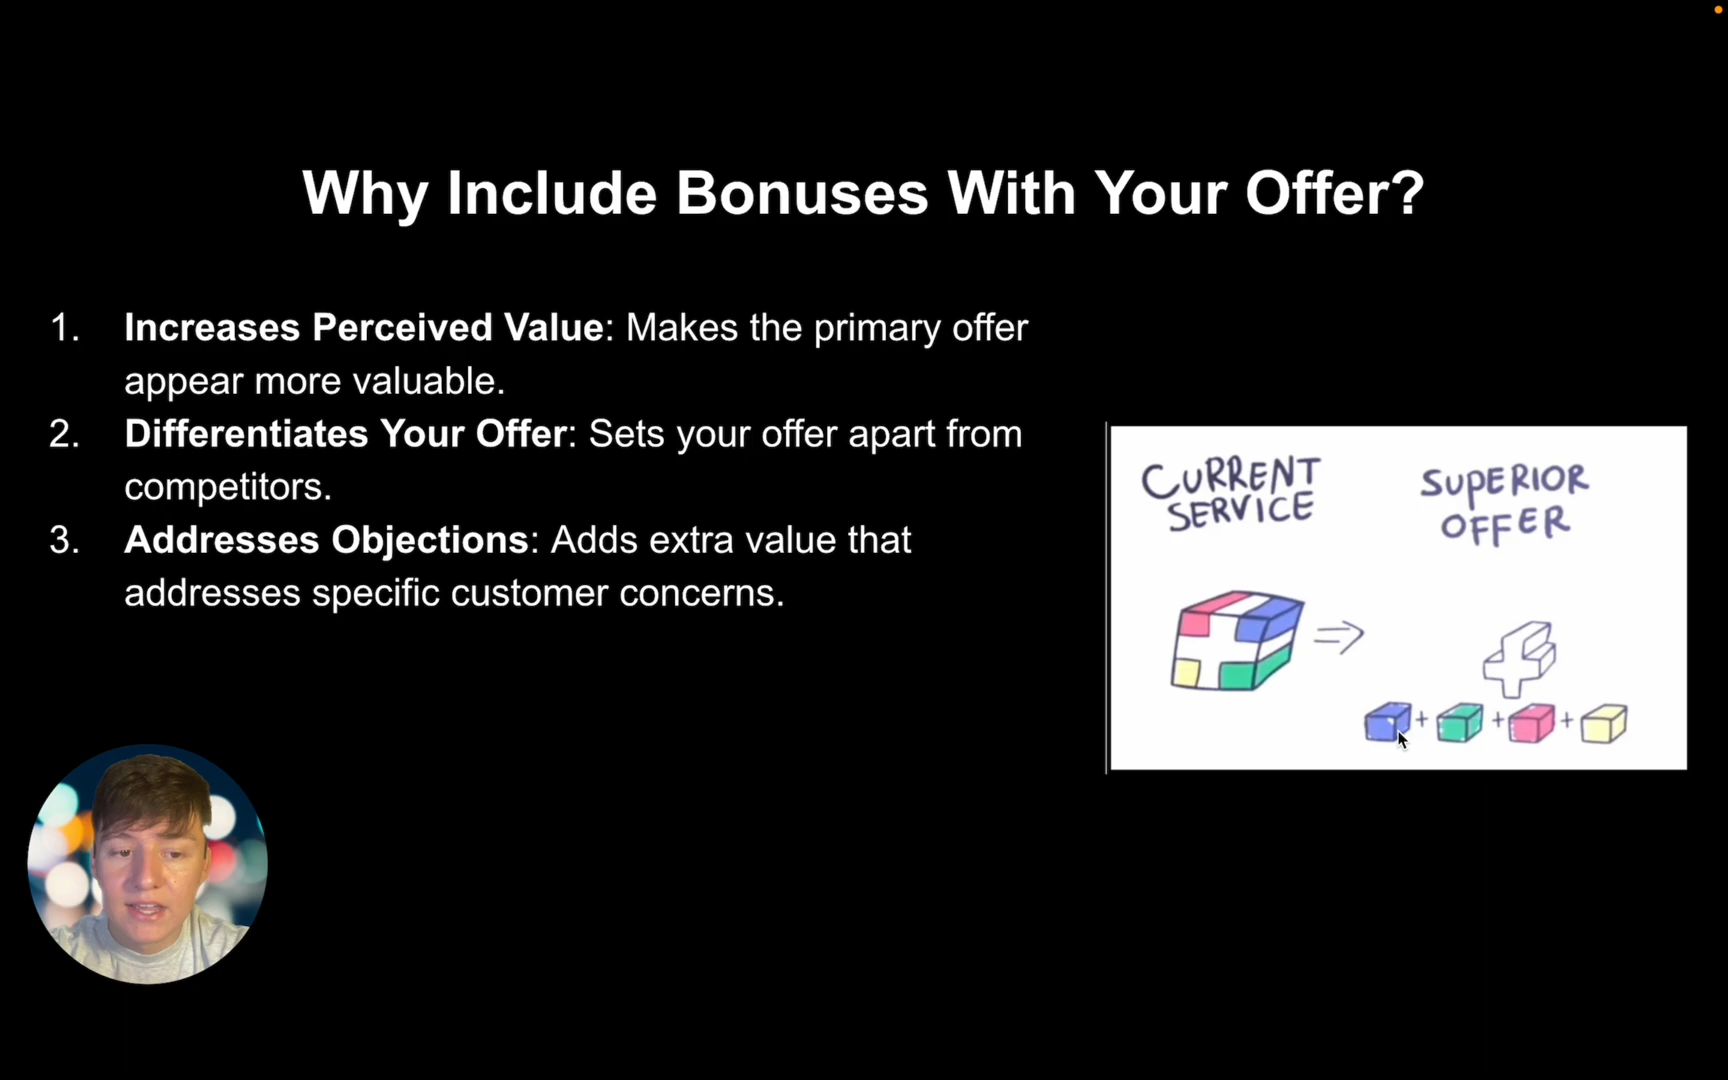 Why Include Bonuses With Your Offer?
1. Increases Perceived Value: Makes the primary offer
appear more valuable.
2. Differentiates Your Offer: Sets your offer apart from
competitors.
3. Addresses Objections: Adds extra value that
addresses specific customer concerns.
CURRENT
SERVICE
SUPERIOR
OFFER
+ + +